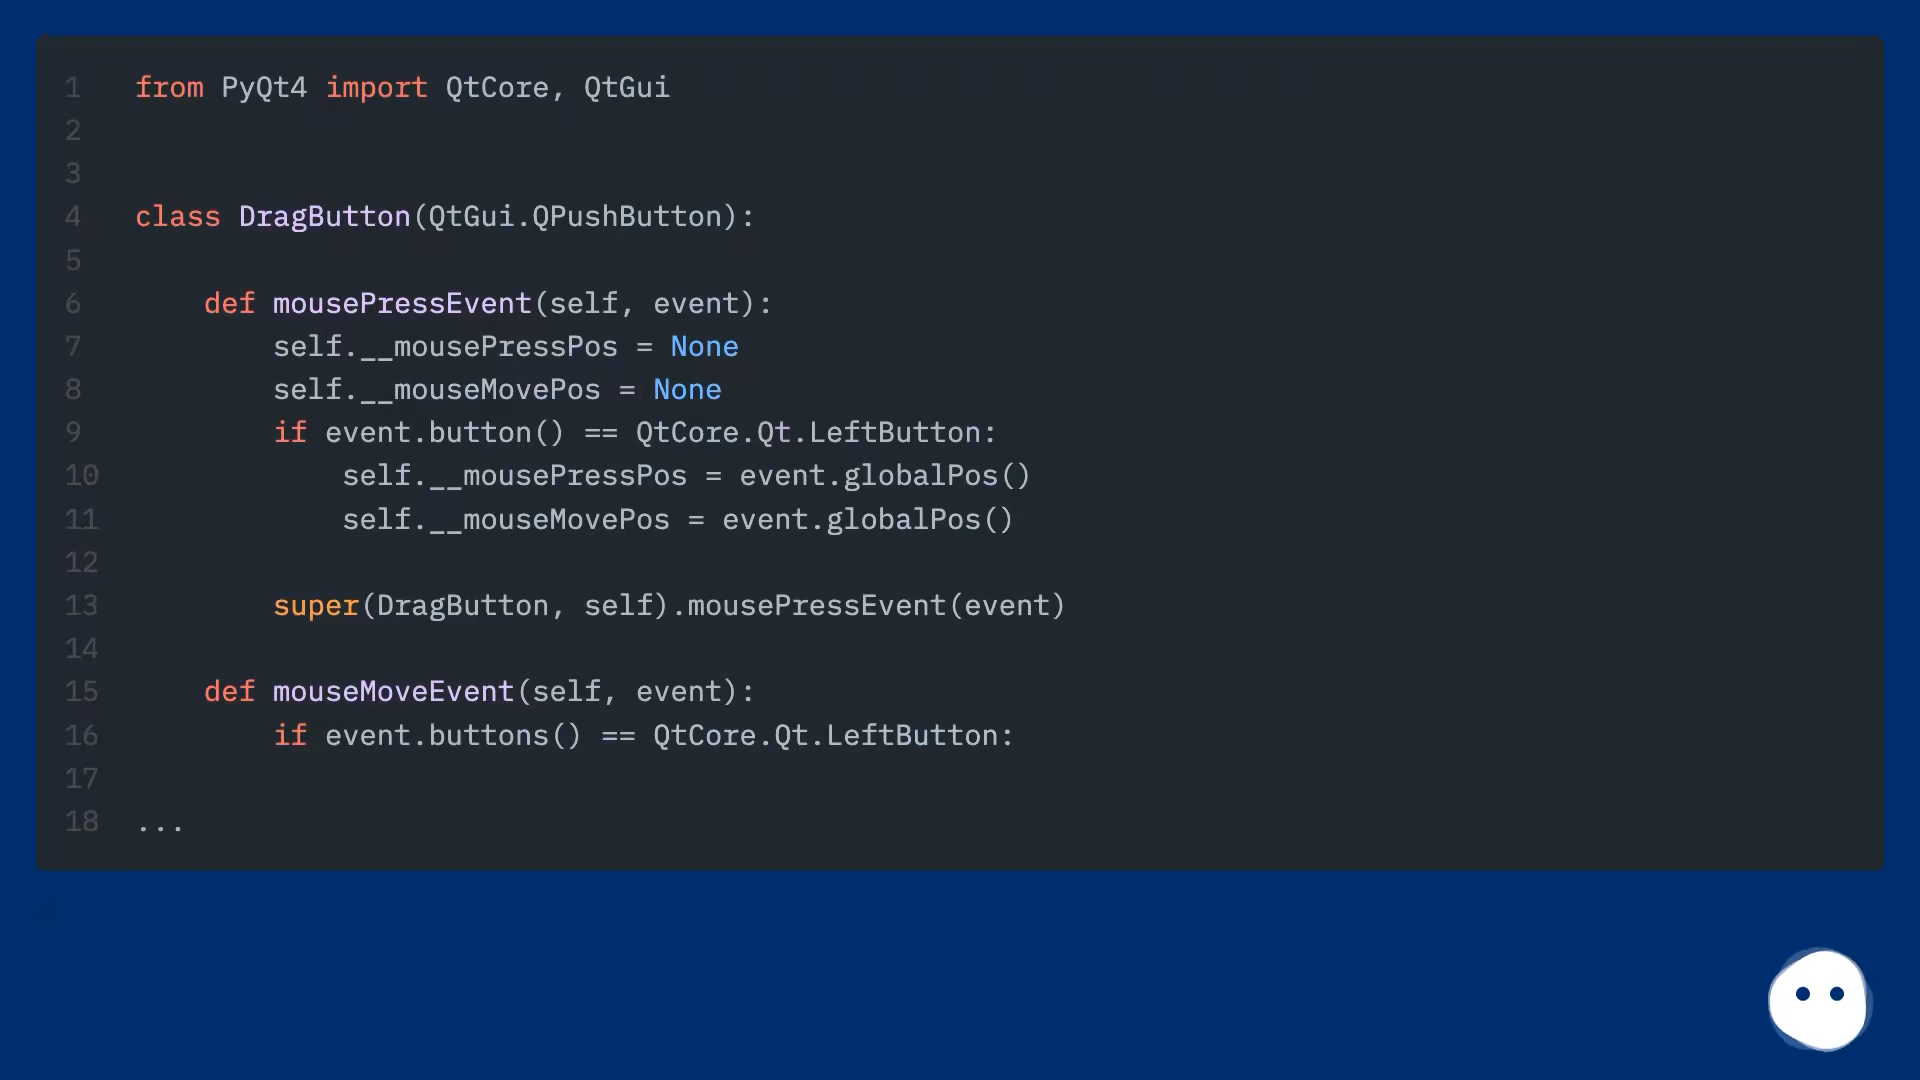 1 from PyQt4 import QtCore, QtGui
2
3
4 class DragButton(QtGui.QPushButton):
5
6     def mousePressEvent(self, event):
7         self.__mousePressPos = None
8         self.__mouseMovePos = None
9         if event.button() == QtCore.Qt.LeftButton:
10             self.__mousePressPos = event.globalPos()
11             self.__mouseMovePos = event.globalPos()
12
13         super(DragButton, self).mousePressEvent(event)
14
15     def mouseMoveEvent(self, event):
16         if event.buttons() == QtCore.Qt.LeftButton:
17
18 ...